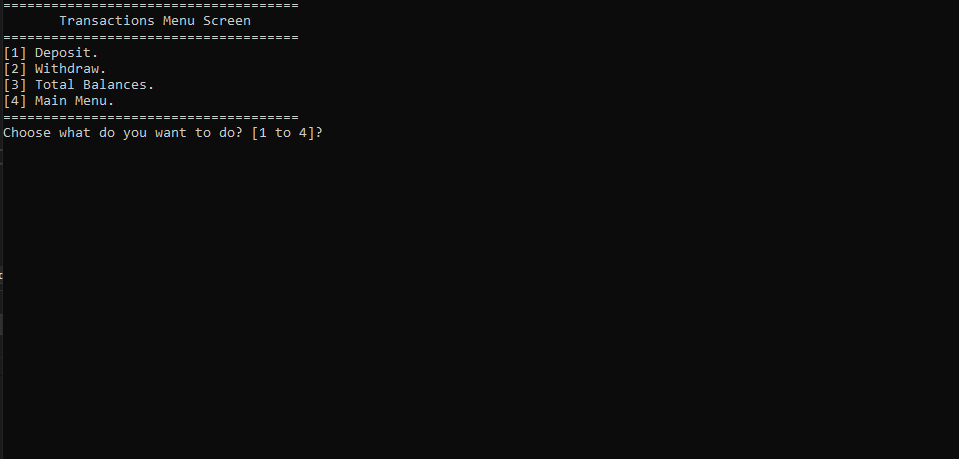 =====================================
Transactions Menu Screen
=====================================
[1] Deposit.
[2] Withdraw.
[3] Total Balances.
[4] Main Menu.
=====================================
Choose what do you want to do? [1 to 4]?